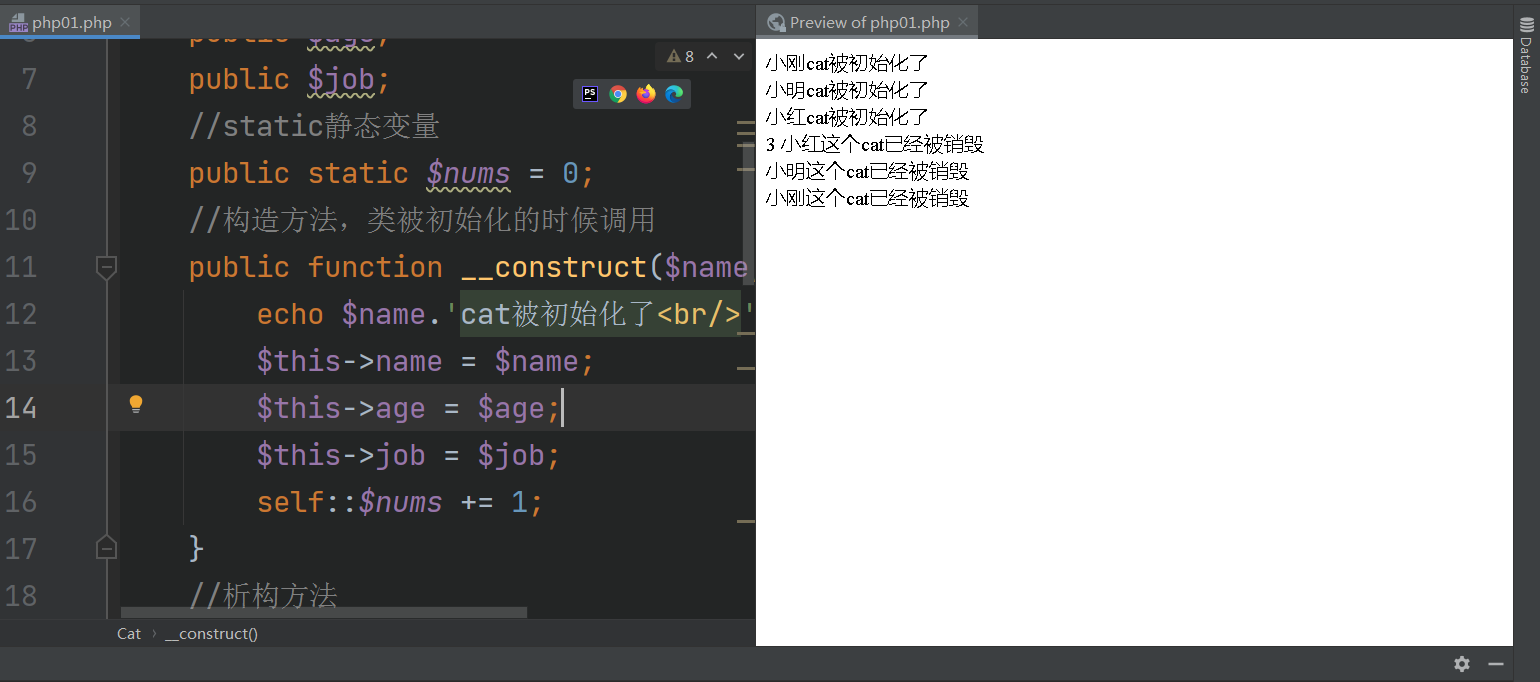 php01.php
Preview of php01.php
Database
8
7 public $job;
8 //static静态变量
9 public static $nums = 0;
10 //构造方法，类被初始化的时候调用
11 public function __construct($name
12 echo $name.'cat被初始化了<br/>'
13 $this->name = $name;
14 $this->age = $age;
15 $this->job = $job;
16 self::$nums += 1;
17 }
18 //析构方法
Cat › __construct()
小刚cat被初始化了
小明cat被初始化了
小红cat被初始化了
3 小红这个cat已经被销毁
小明这个cat已经被销毁
小刚这个cat已经被销毁